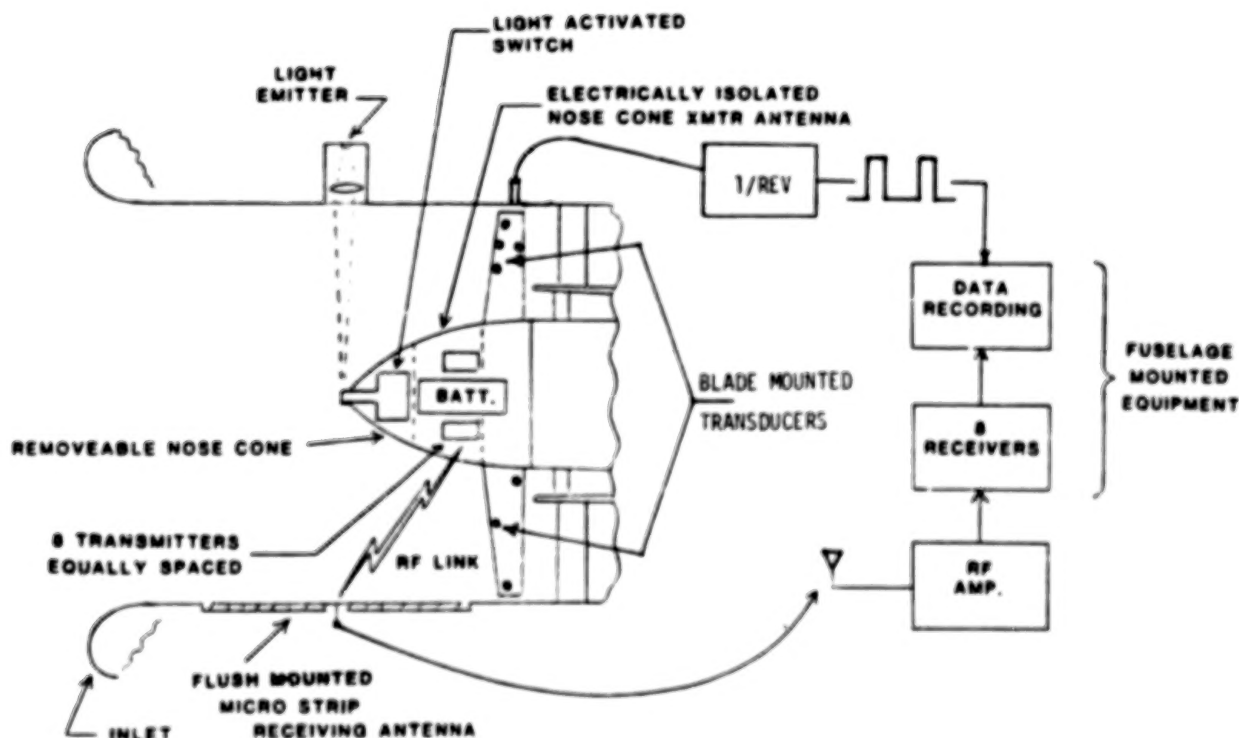 LIGHT ACTIVATED
SWITCH
LIGHT
EMITTER
ELECTRICALLY ISOLATED
NOSE CONE XMTR ANTENNA
1/REV
DATA
RECORDING
FUSELAGE
MOUNTED
EQUIPMENT
BATT.
BLADE MOUNTED
TRANSDUCERS
REMOVEABLE NOSE CONE
8
RECEIVERS
8 TRANSMITTERS
EQUALLY SPACED
RF LINK
RF
AMP.
FLUSH MOUNTED
MICRO STRIP
RECEIVING ANTENNA
INLET